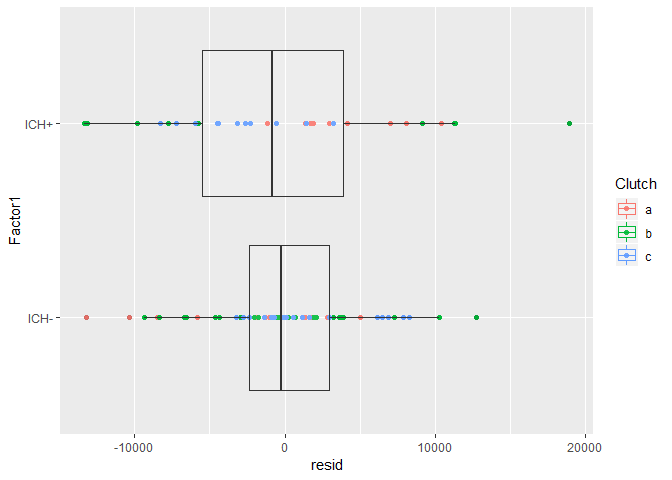 Factor1
ICH+
ICH-
-10000
0
10000
20000
resid
Clutch
a
b
c